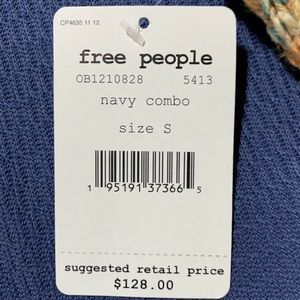 CP4635 11 12
free people
OB1210828 5413
navy combo
size S
1 95191 37366 5
suggested retail price
$128.00